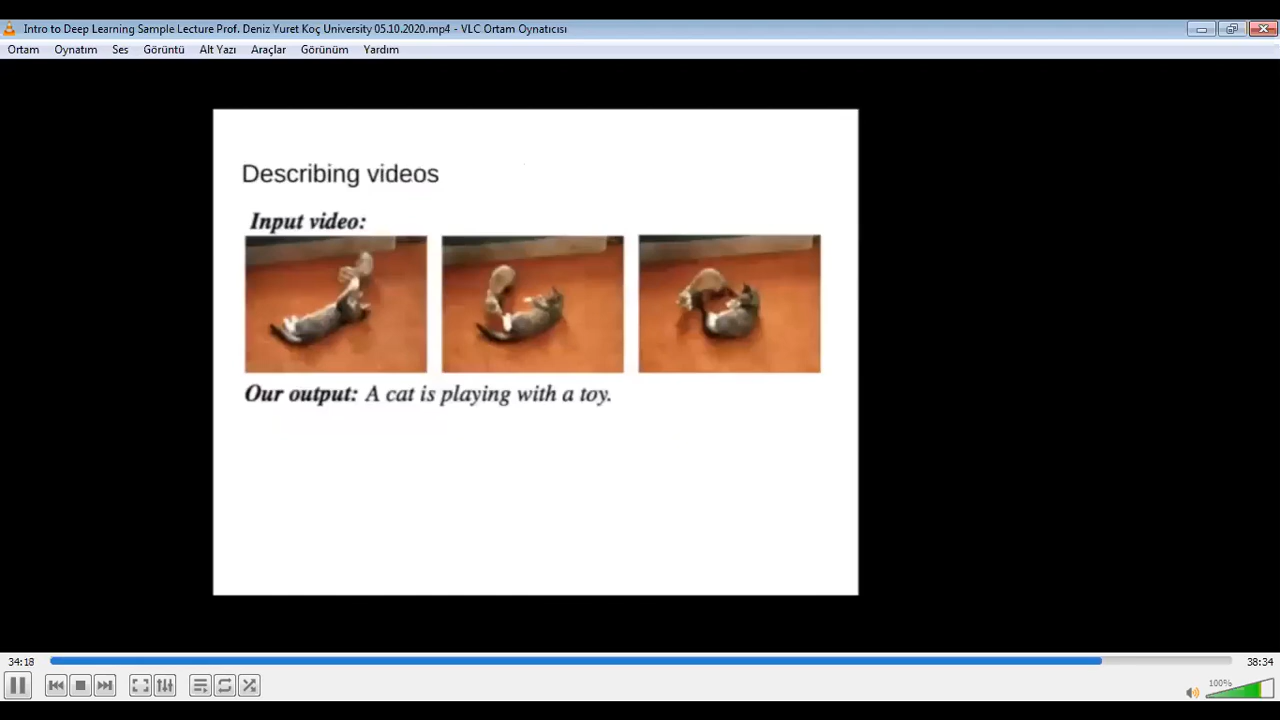 Intro to Deep Learning Sample Lecture Prof. Deniz Yuret Koç University 05.10.2020.mp4 - VLC Ortam Oynatıcısı
Ortam Oynatım Ses Görüntü Alt Yazı Araçlar Görünüm Yardım
Describing videos
Input video:
Our output: A cat is playing with a toy.
34:18 38:34
100%